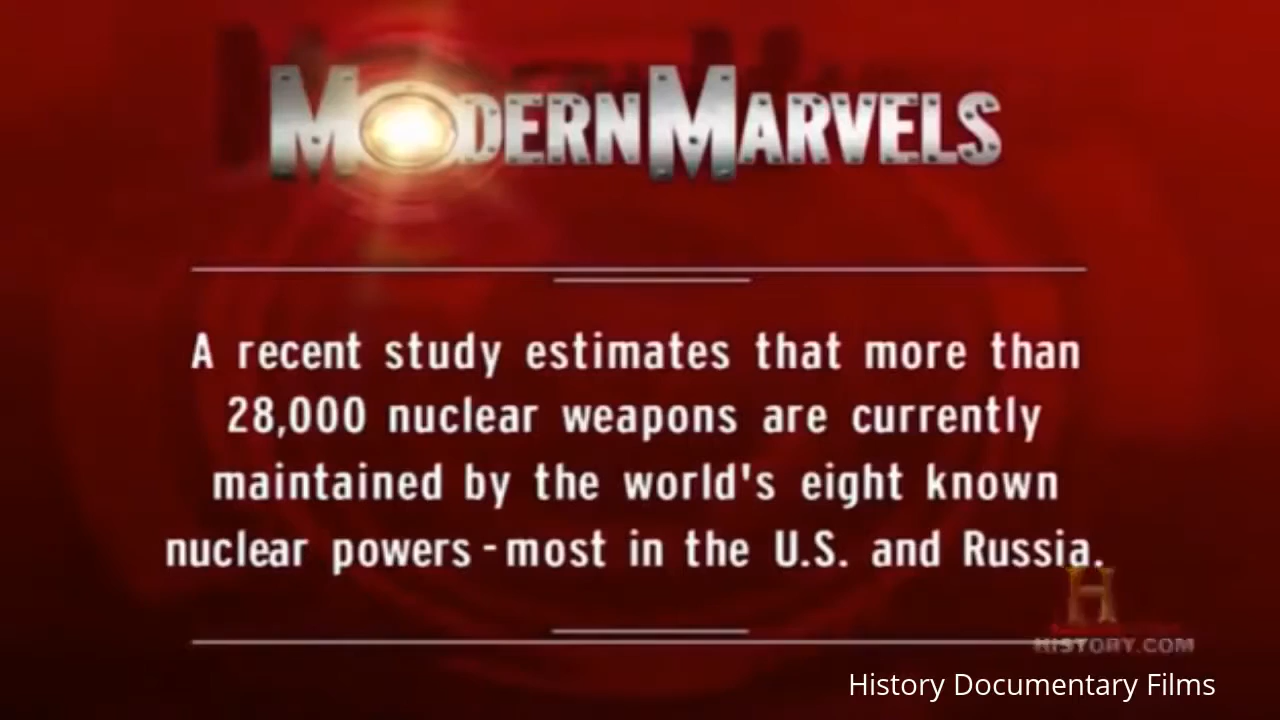 MODERN MARVELS
A recent study estimates that more than
28,000 nuclear weapons are currently
maintained by the world's eight known
nuclear powers - most in the U.S. and Russia.
H
HISTORY.COM
History Documentary Films